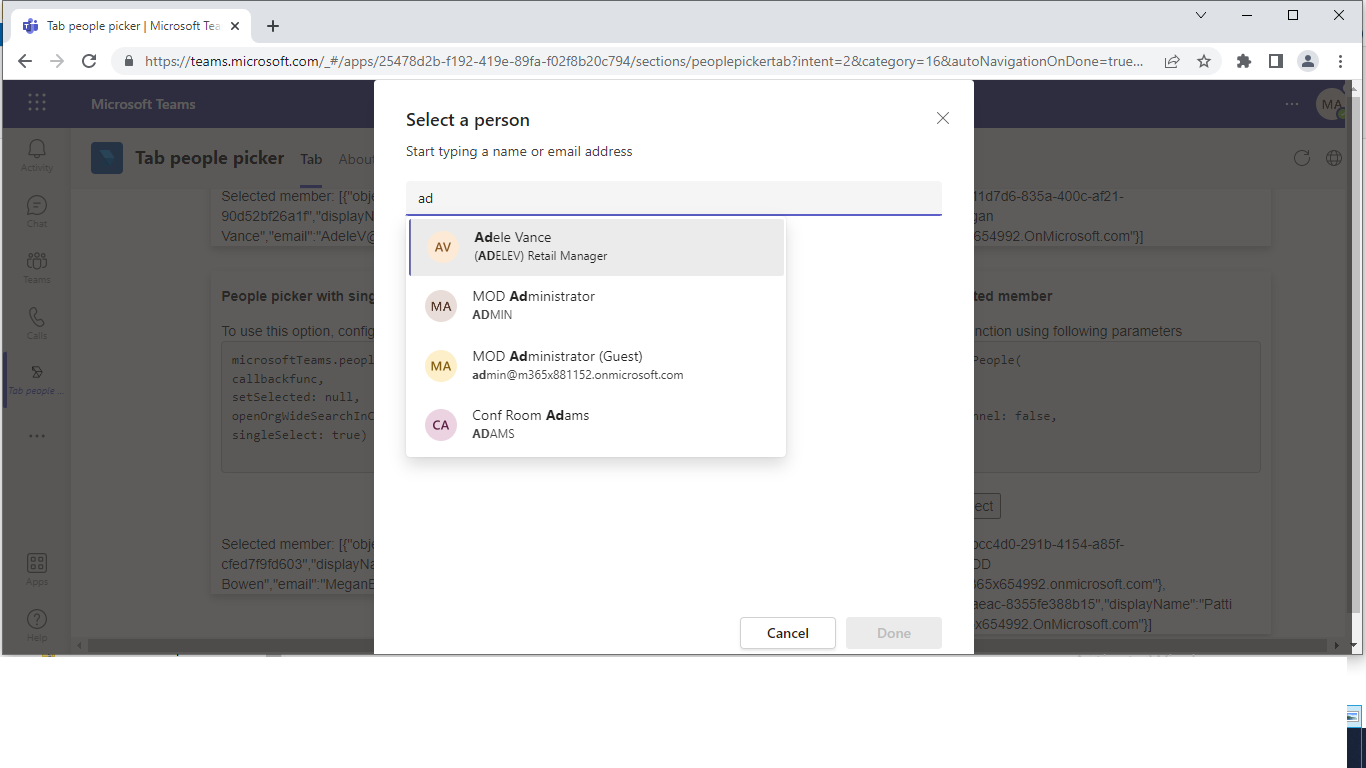 Tab people picker | Microsoft Tea
https://teams.microsoft.com/_#/apps/25478d2b-f192-419e-89fa-f02f8b20c794/sections/peoplepickertab?intent=2&category=16&autoNavigationOnDone=true...
Microsoft Teams
MA
Activity
Chat
Teams
Calls
Tab people ...
Apps
Help
Tab people picker
Tab
About
Selected member: [{"obje
90d52bf26a1f","displayN
Vance","email":"AdeleV@
People picker with sing
To use this option, config
microsoftTeams.peopl
callbackfunc,
setSelected: null,
openOrgWideSearchInC
singleSelect: true)
Selected member: [{"obje
cfed7f9fd603","displayNa
Bowen","email":"MeganB
Select a person
Start typing a name or email address
ad
AV
Adele Vance
(ADELEV) Retail Manager
MA
MOD Administrator
ADMIN
MA
MOD Administrator (Guest)
admin@m365x881152.onmicrosoft.com
CA
Conf Room Adams
ADAMS
Cancel
Done
11d7d6-835a-400c-af21-
gan
654992.OnMicrosoft.com"}]
ted member
nction using following parameters
People(
nnel: false,
ect
bcc4d0-291b-4154-a85f-
OD
365x654992.onmicrosoft.com"},
aeac-8355fe388b15","displayName":"Patti
x654992.OnMicrosoft.com"}]